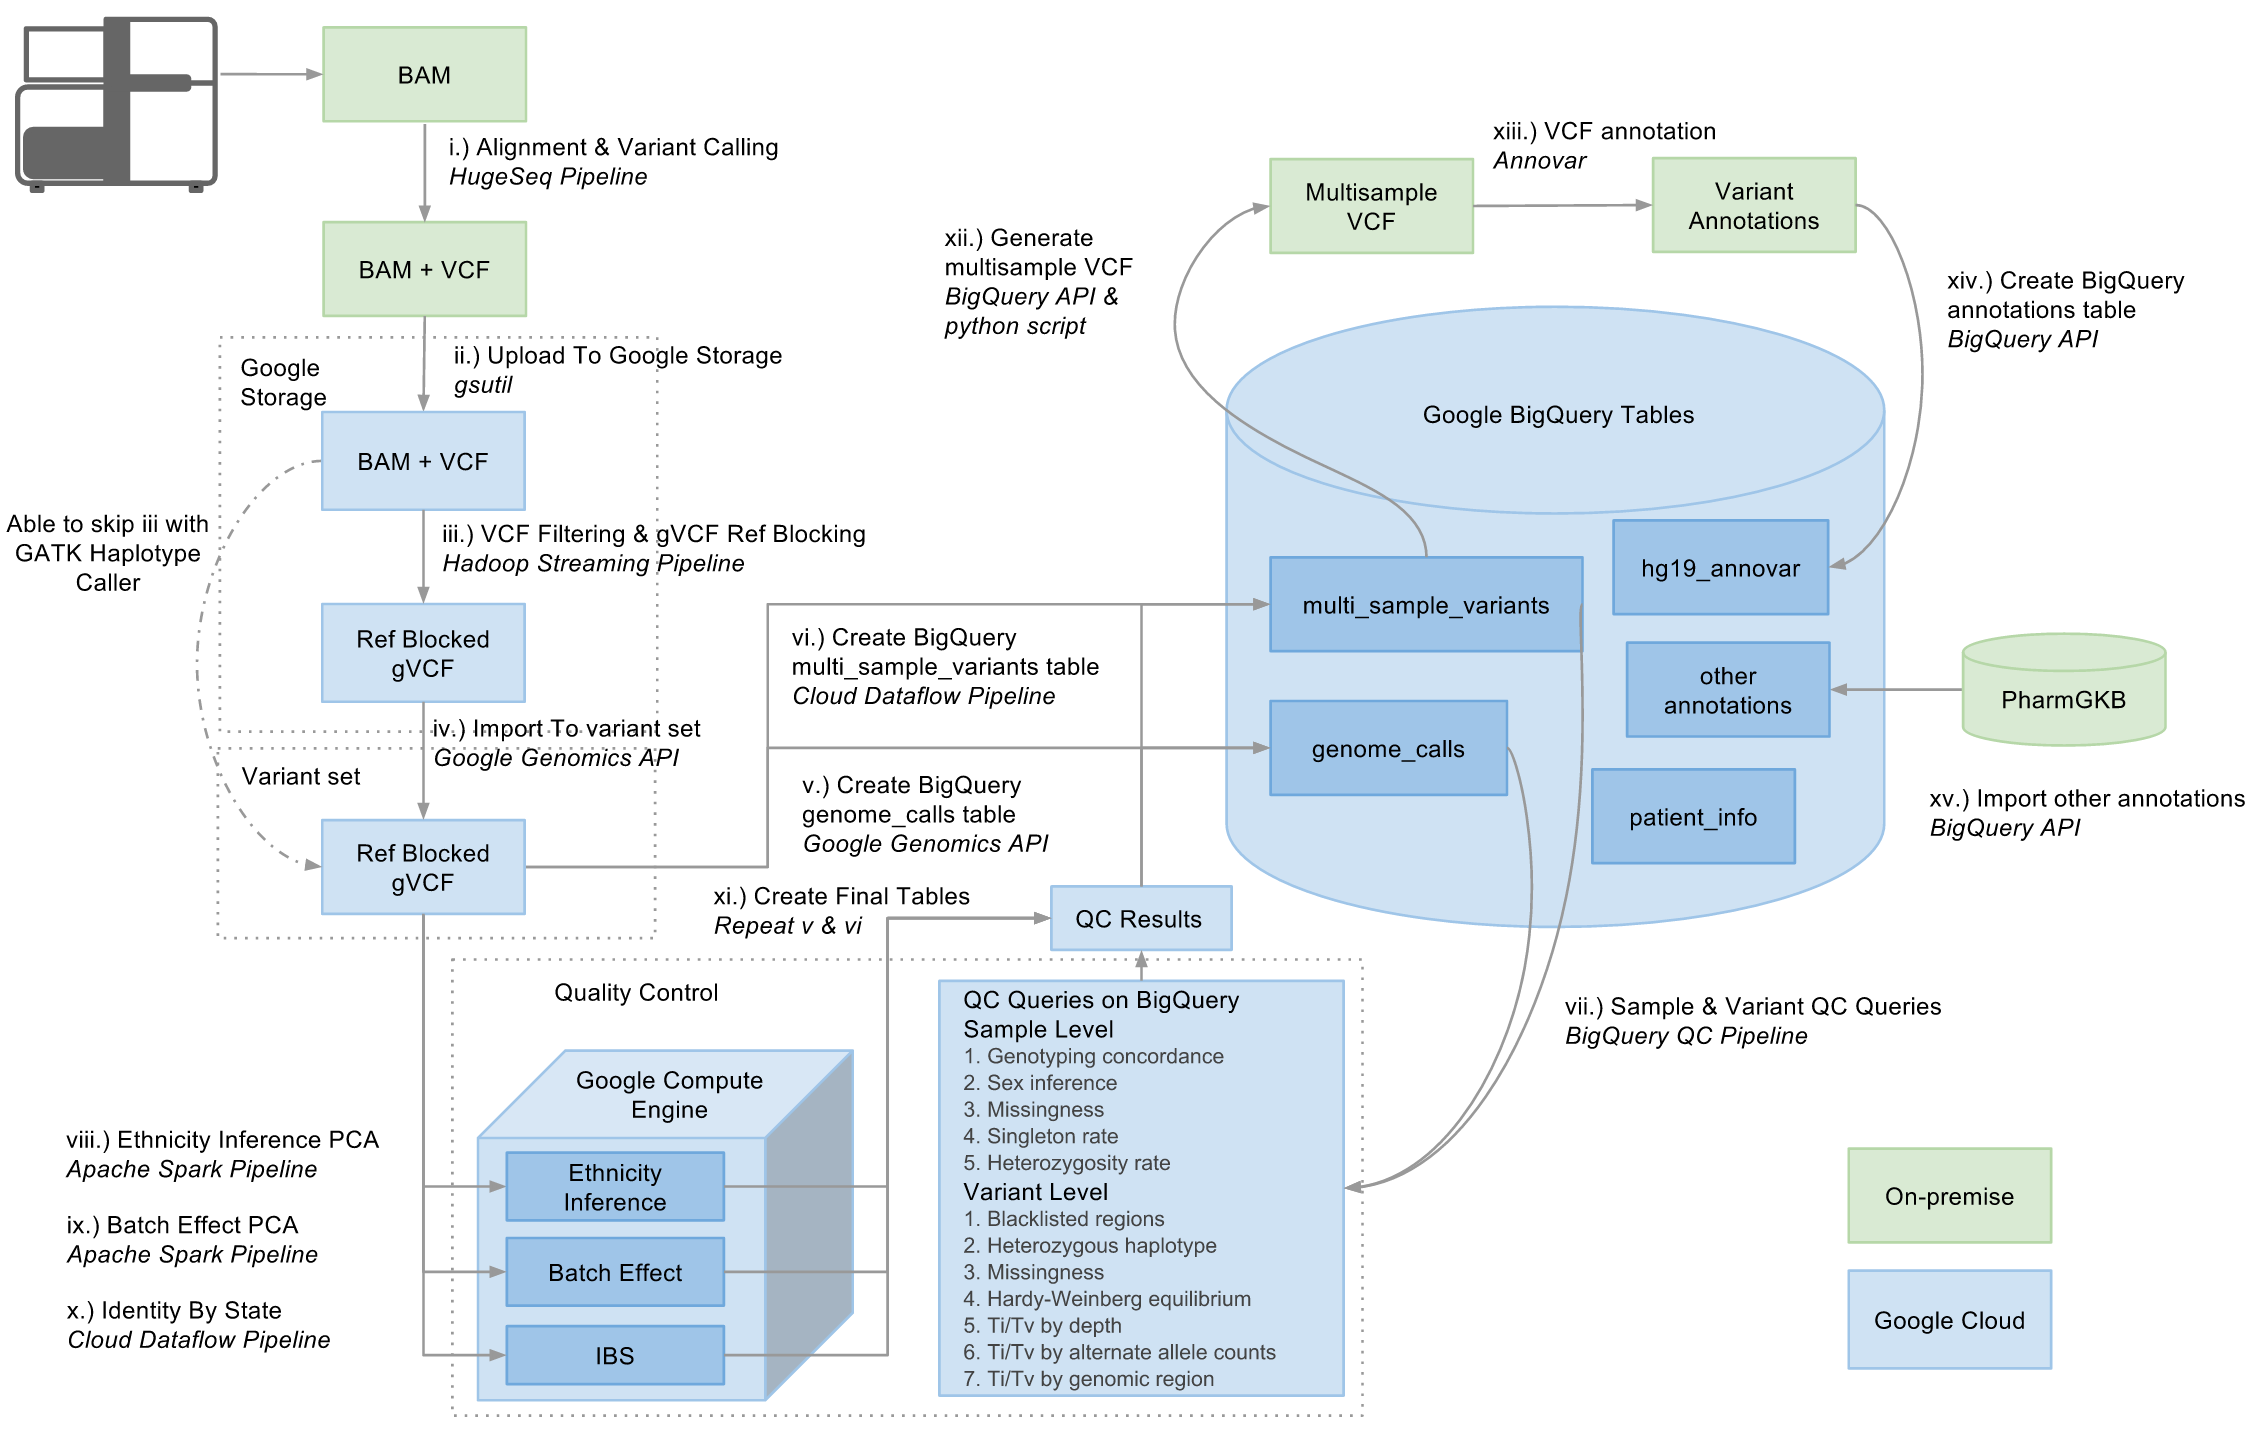 BAM
i.) Alignment & Variant Calling
HugeSeq Pipeline
BAM + VCF
ii.) Upload To Google Storage
gsutil
Google
Storage
BAM + VCF
Able to skip iii with
GATK Haplotype
Caller
iii.) VCF Filtering & gVCF Ref Blocking
Hadoop Streaming Pipeline
Ref Blocked
gVCF
iv.) Import To variant set
Google Genomics API
Variant set
Ref Blocked
gVCF
vi.) Create BigQuery
multi_sample_variants table
Cloud Dataflow Pipeline
v.) Create BigQuery
genome_calls table
Google Genomics API
xi.) Create Final Tables
Repeat v & vi
QC Results
Quality Control
Google Compute
Engine
viii.) Ethnicity Inference PCA
Apache Spark Pipeline
ix.) Batch Effect PCA
Apache Spark Pipeline
x.) Identity By State
Cloud Dataflow Pipeline
Ethnicity
Inference
Batch Effect
IBS
QC Queries on BigQuery
Sample Level
1. Genotyping concordance
2. Sex inference
3. Missingness
4. Singleton rate
5. Heterozygosity rate
Variant Level
1. Blacklisted regions
2. Heterozygous haplotype
3. Missingness
4. Hardy-Weinberg equilibrium
5. Ti/Tv by depth
6. Ti/Tv by alternate allele counts
7. Ti/Tv by genomic region
vii.) Sample & Variant QC Queries
BigQuery QC Pipeline
xii.) Generate
multisample VCF
BigQuery API &
python script
Multisample
VCF
xiii.) VCF annotation
Annovar
Variant
Annotations
xiv.) Create BigQuery
annotations table
BigQuery API
Google BigQuery Tables
multi_sample_variants
genome_calls
hg19_annovar
other
annotations
patient_info
PharmGKB
xv.) Import other annotations
BigQuery API
On-premise
Google Cloud